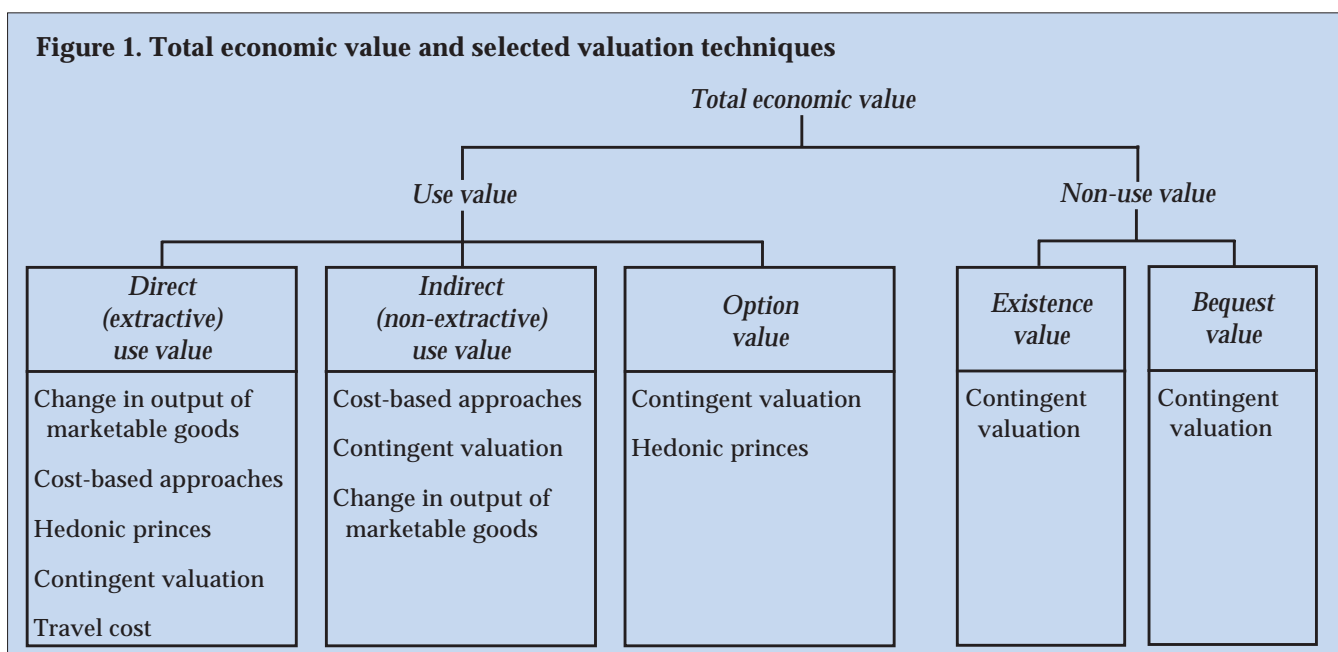 Figure 1. Total economic value and selected valuation techniques
Total economic value
Use value
Non-use value
Direct
(extractive)
use value
Change in output of
marketable goods
Cost-based approaches
Hedonic princes
Contingent valuation
Travel cost
Indirect
(non-extractive)
use value
Cost-based approaches
Contingent valuation
Change in output of
marketable goods
Option
value
Contingent valuation
Hedonic princes
Existence
value
Contingent
valuation
Bequest
value
Contingent
valuation